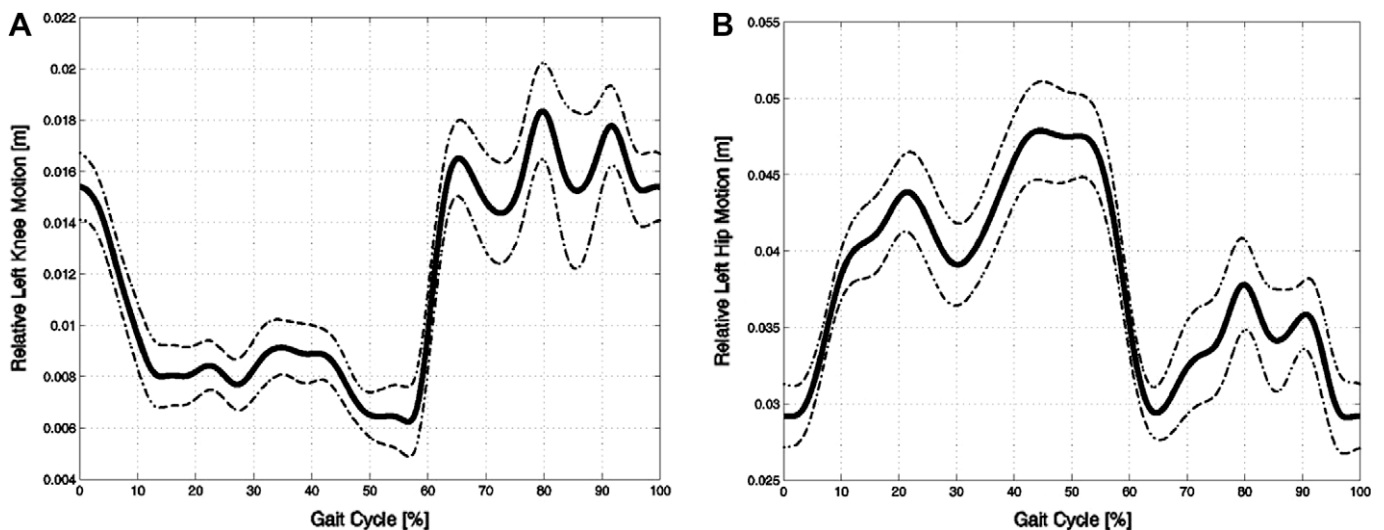 A
Relative Left Knee Motion [m]
0.022
0.02
0.018
0.016
0.014
0.012
0.01
0.008
0.006
0.004
0 10 20 30 40 50 60 70 80 90 100
Gait Cycle [%]
B
Relative Left Hip Motion [m]
0.055
0.05
0.045
0.04
0.035
0.03
0.025
0 10 20 30 40 50 60 70 80 90 100
Gait Cycle [%]